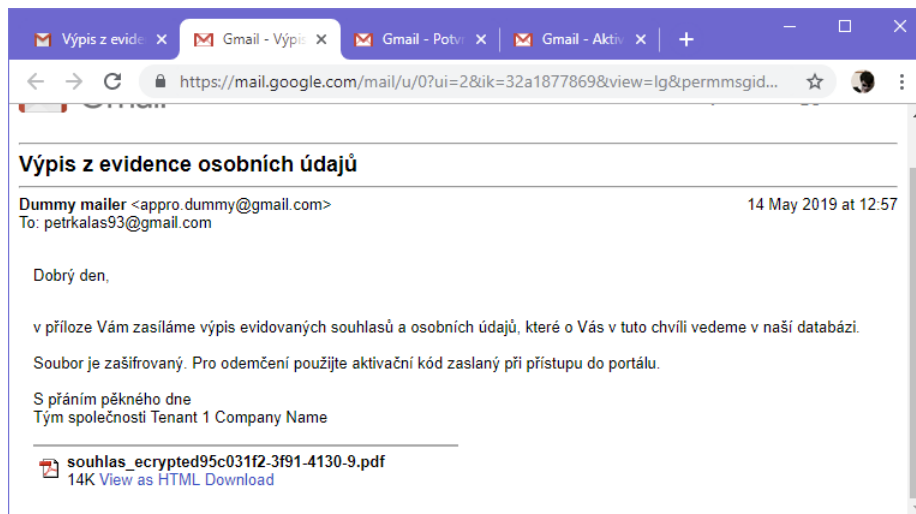 Výpis z evide
Gmail - Výpis
Gmail - Potv
Gmail - Aktiv
https://mail.google.com/mail/u/0?ui=2&ik=32a1877869&view=lg&permmsgid...
Gmail
Výpis z evidence osobních údajů
Dummy mailer <appro.dummy@gmail.com>
14 May 2019 at 12:57
To: petrkalas93@gmail.com
Dobrý den,
v příloze Vám zasíláme výpis evidovaných souhlasů a osobních údajů, které o Vás v tuto chvíli vedeme v naší databázi.
Soubor je zašifrovaný. Pro odemčení použijte aktivační kód zaslaný při přístupu do portálu.
S přáním pěkného dne
Tým společnosti Tenant 1 Company Name
souhlas_ecrypted95c031f2-3f91-4130-9.pdf
14K View as HTML Download